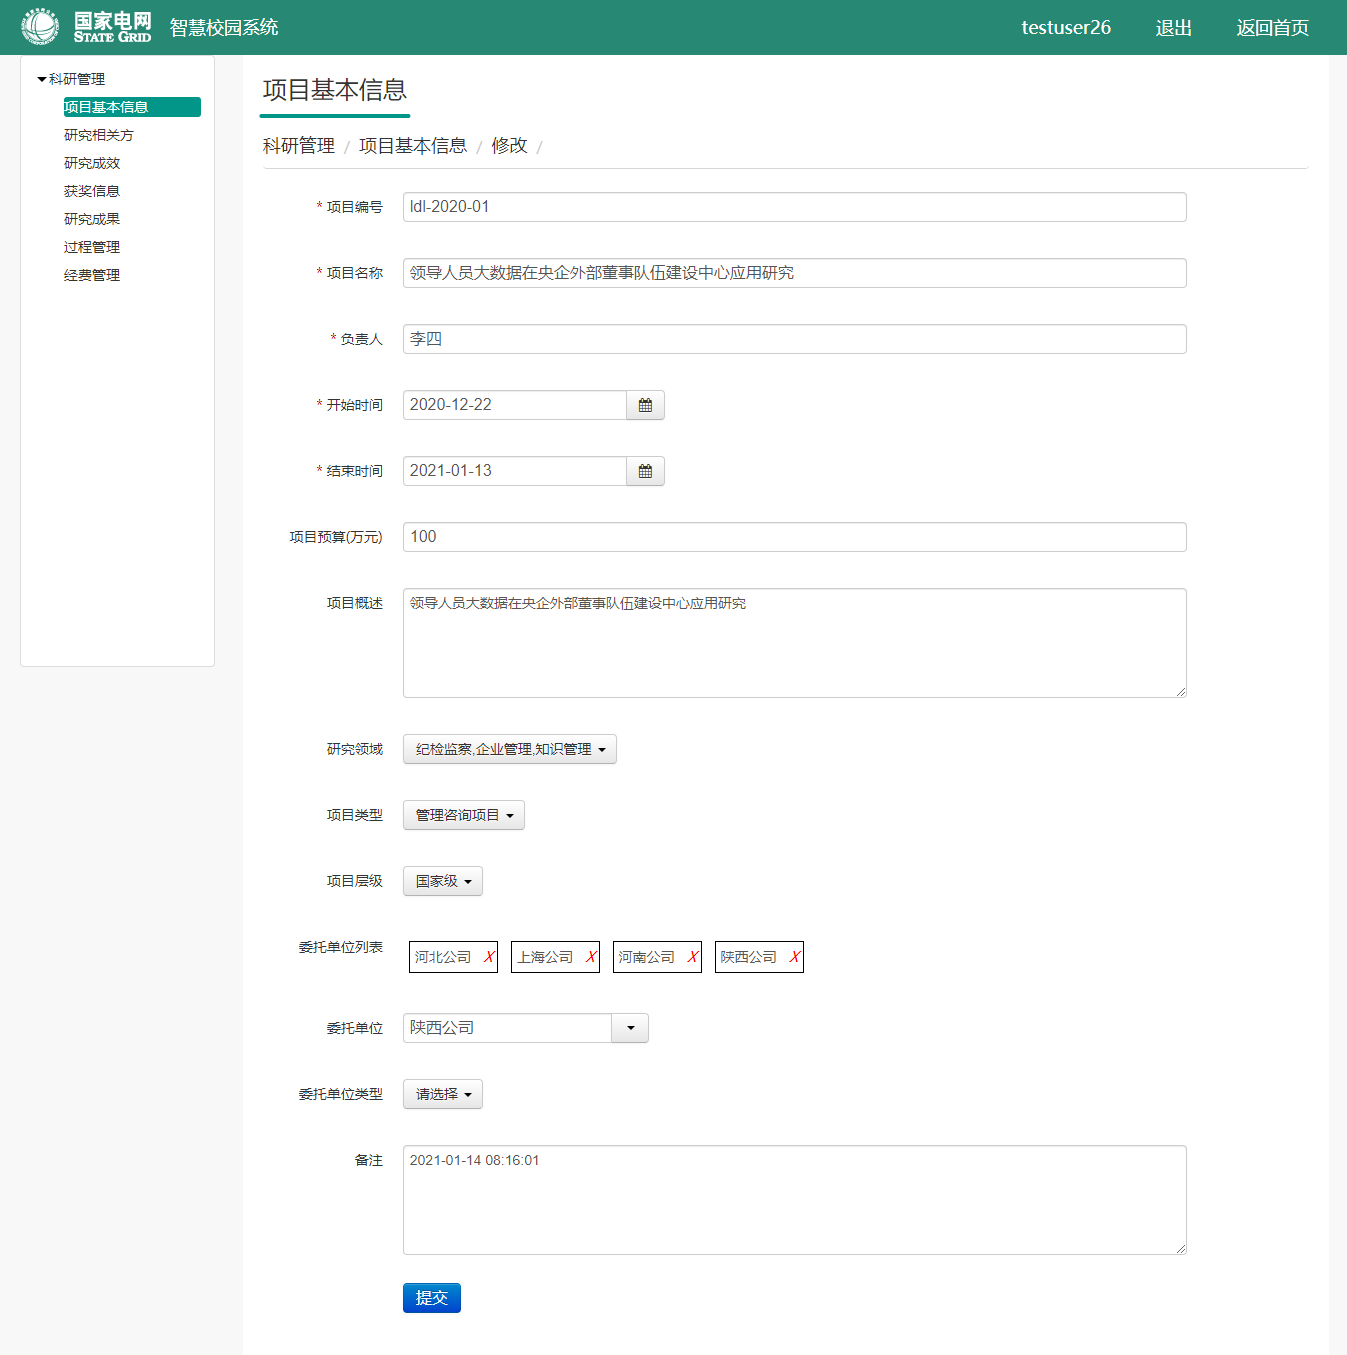 国家电网
STATE GRID
智慧校园系统
testuser26
退出
返回首页
科研管理
项目基本信息
研究相关方
研究成效
获奖信息
研究成果
过程管理
经费管理
项目基本信息
科研管理 / 项目基本信息 / 修改 /
* 项目编号 ldl-2020-01
* 项目名称 领导人员大数据在央企外部董事队伍建设中心应用研究
* 负责人 李四
* 开始时间 2020-12-22
* 结束时间 2021-01-13
项目预算(万元) 100
项目概述 领导人员大数据在央企外部董事队伍建设中心应用研究
研究领域 纪检监察,企业管理,知识管理
项目类型 管理咨询项目
项目层级 国家级
委托单位列表 河北公司 X 上海公司 X 河南公司 X 陕西公司 X
委托单位 陕西公司
委托单位类型 请选择
备注 2021-01-14 08:16:01
提交